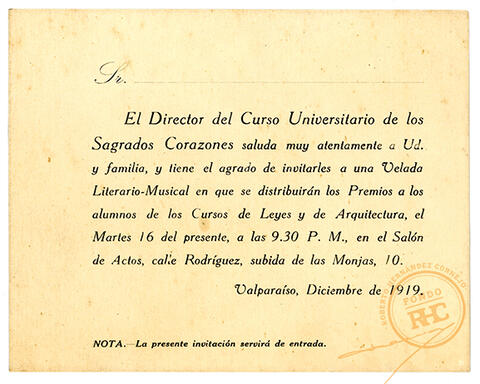 Sr.
El Director del Curso Universitario de los
Sagrados Corazones saluda muy atentamente a Ud.
y familia, y tiene el agrado de invitarles a una Velada
Literario-Musical en que se distribuirán los Premios a los
alumnos de los Cursos de Leyes y de Arquitectura, el
Martes 16 del presente, a las 9.30 P. M., en el Salón
de Actos, calle Rodríguez, subida de las Monjas, 10.
Valparaíso, Diciembre de 1919.
NOTA.—La presente invitación servirá de entrada.
ROBERTO FERNÁNDEZ CORNEJO
FONDO
RHC